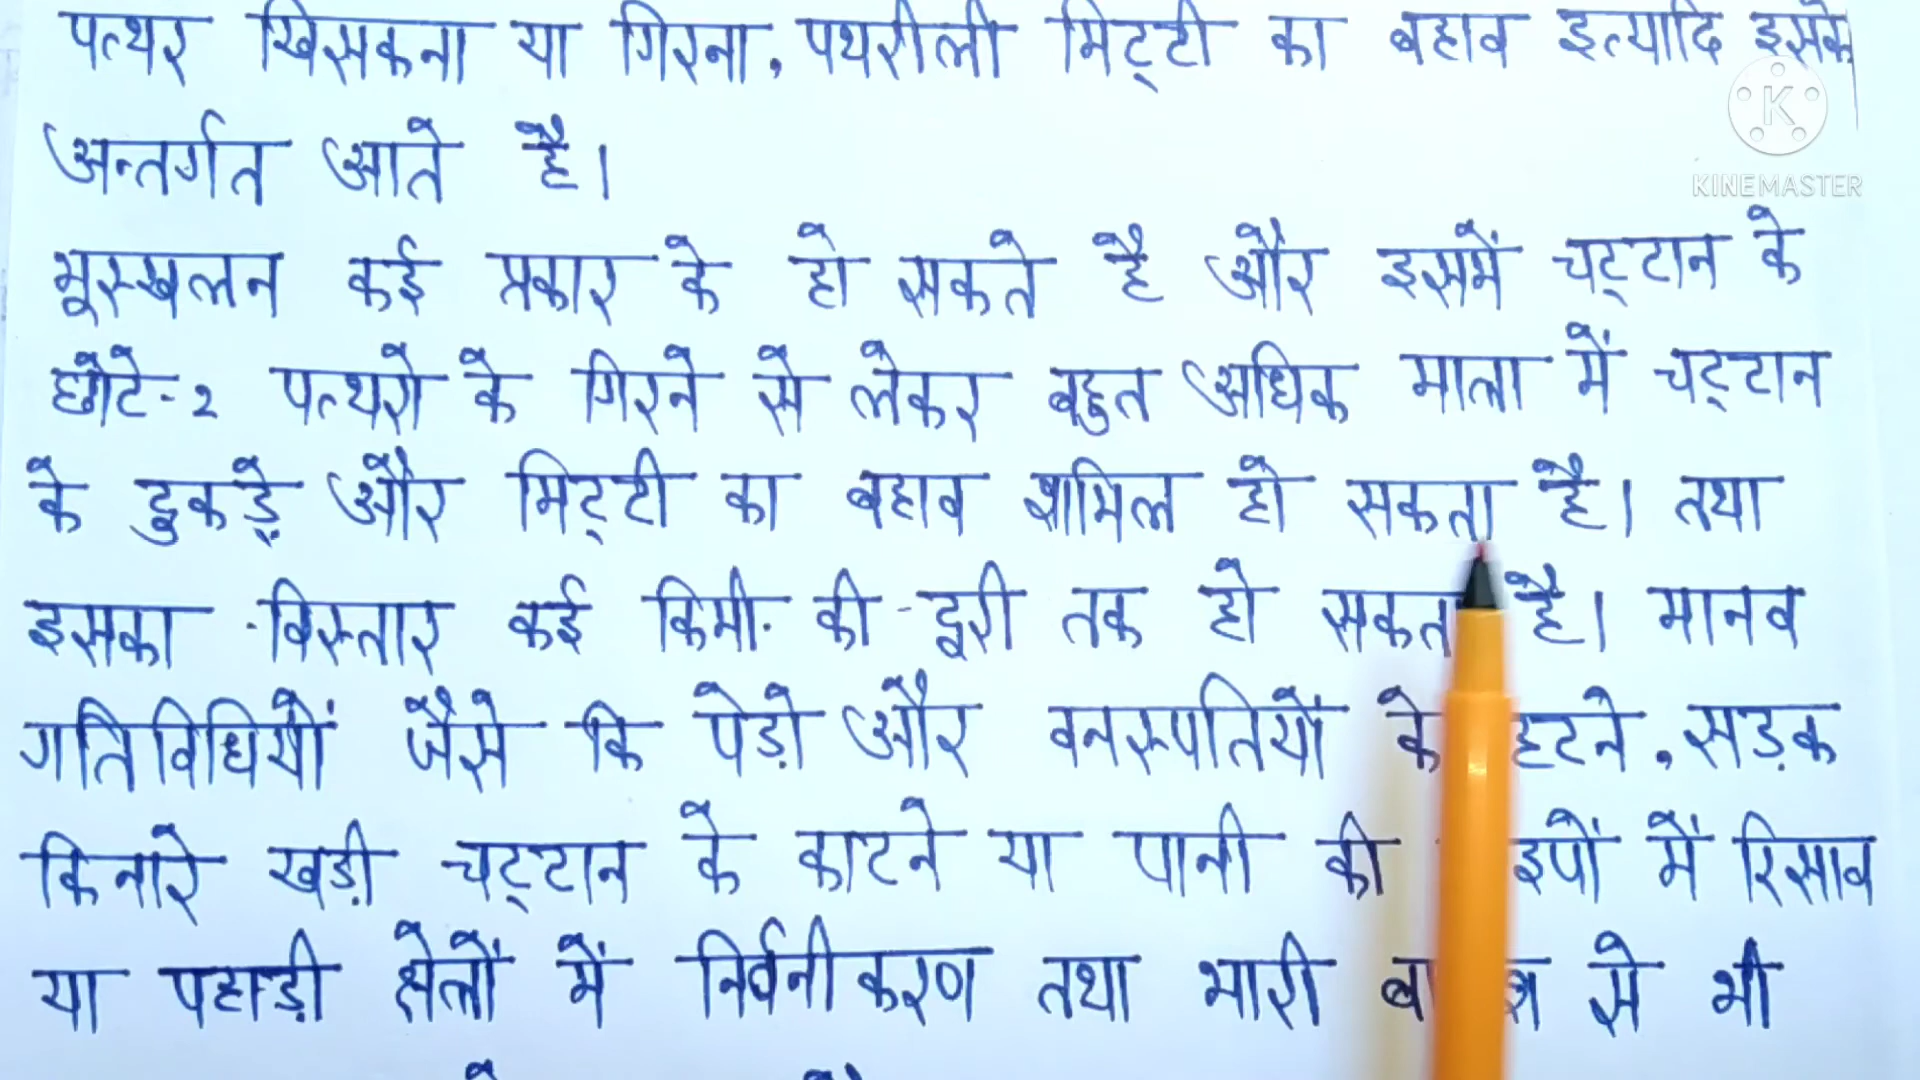 पत्थर खिसकना या गिरना, पथरीली मिट्टी का बहाव इत्यादि इसके
K
KINEMASTER
अन्तर्गत आते है।
भूस्खलन कई प्रकार के हो सकते है और इसमें चट्टान के
छोटे-2 पत्थरो के गिरने से लेकर बहुत अधिक मात्रा में चट्टान
के टुकड़े और मिट्टी का बहाव शामिल हो सकता है। तथा
इसका विस्तार कई किमी. की दूरी तक हो सकता है। मानव
गतिविधियों जैसे कि पेड़ो और वनस्पतियों के हटने, सड़क
किनारे खड़ी चट्टान के काटने या पानी की में रिसाव
या पहाड़ी क्षेत्रों में निर्वनीकरण तथा भारी से भी